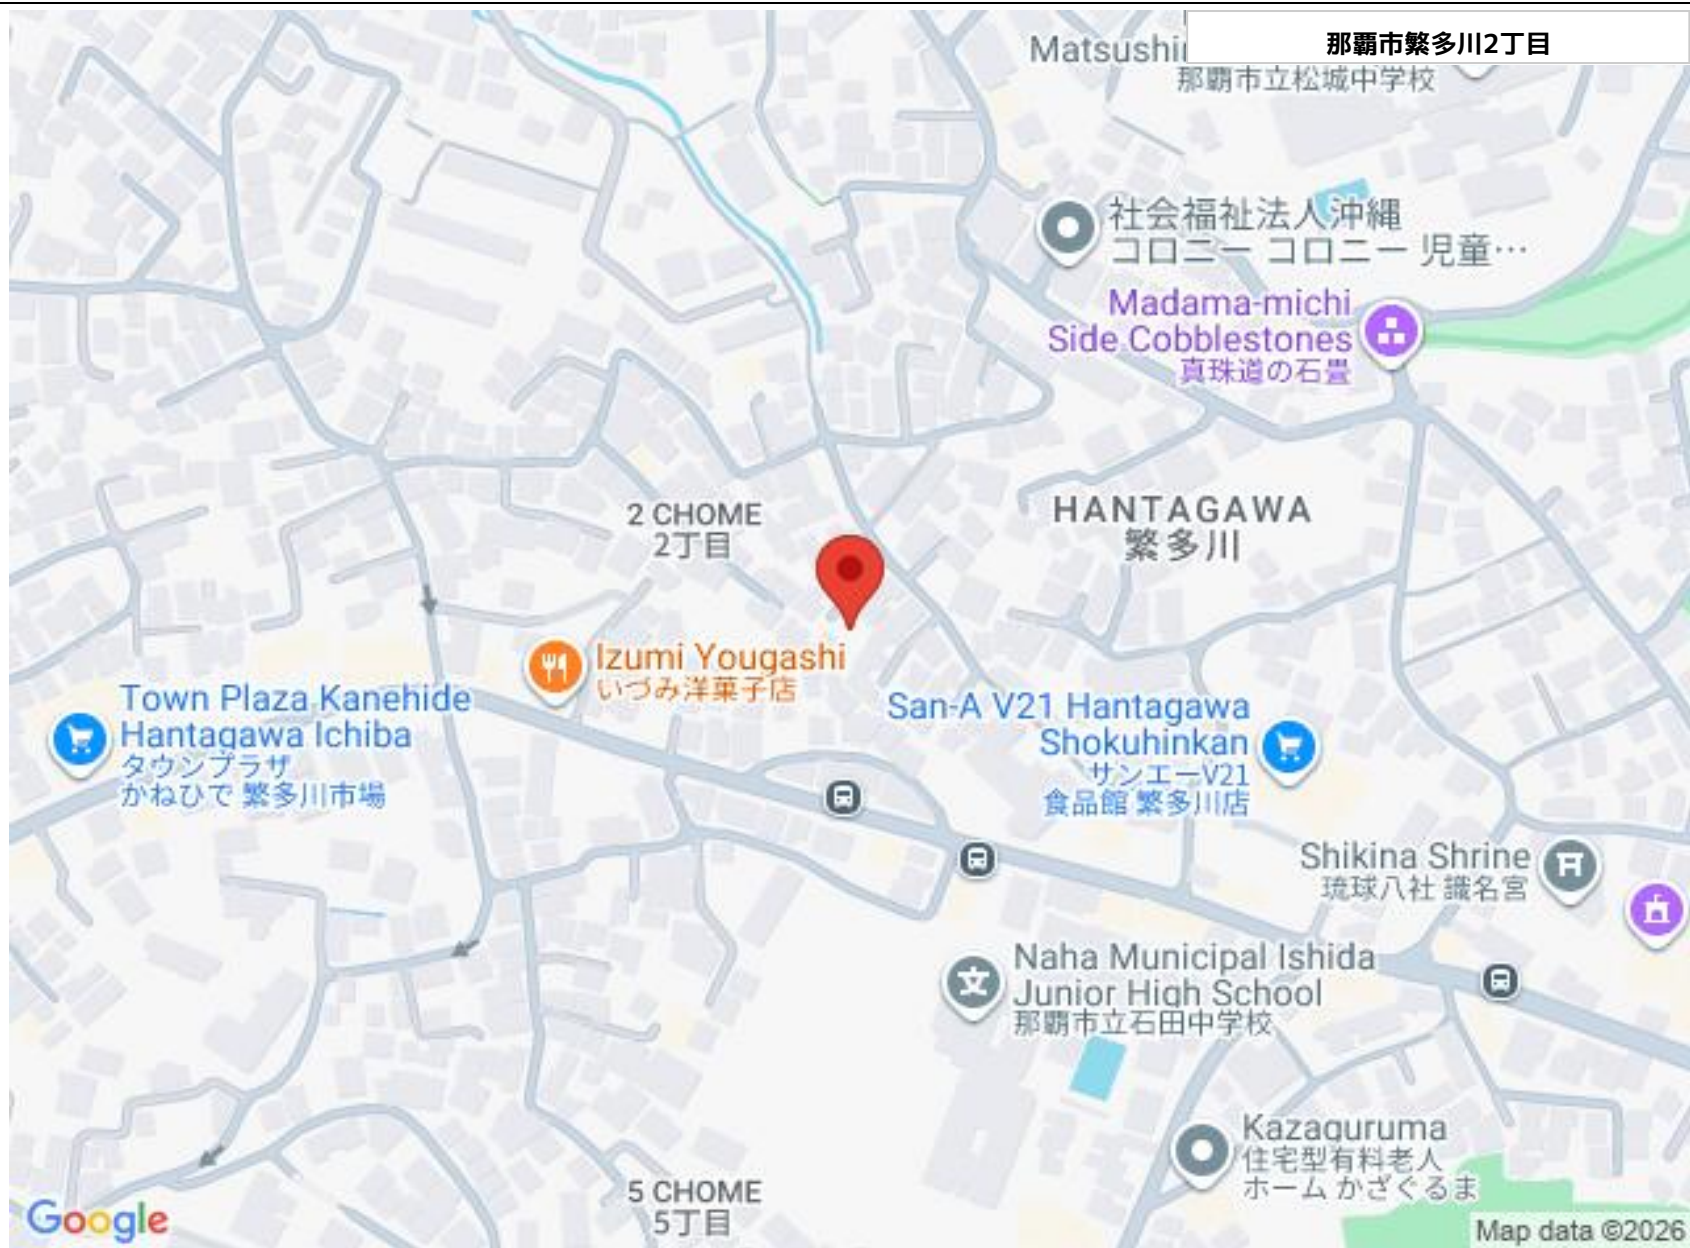 那覇市繁多川2丁目
那覇市立松城中学校
社会福祉法人沖縄
コロニー コロニー 児童…
Madama-michi
Side Cobblestones
真珠道の石畳
2 CHOME
2丁目
HANTAGAWA
繁多川
Izumi Yougashi
いづみ洋菓子店
Town Plaza Kanehide
Hantagawa Ichiba
タウンプラザ
かねひで 繁多川市場
San-A V21 Hantagawa
Shokuhinkan
サンエーV21
食品館 繁多川店
Shikina Shrine
琉球八社 識名宮
文
Naha Municipal Ishida
Junior High School
那覇市立石田中学校
Kazaguruma
住宅型有料老人
ホーム かざぐるま
5 CHOME
5丁目
Google
Map data ©2026